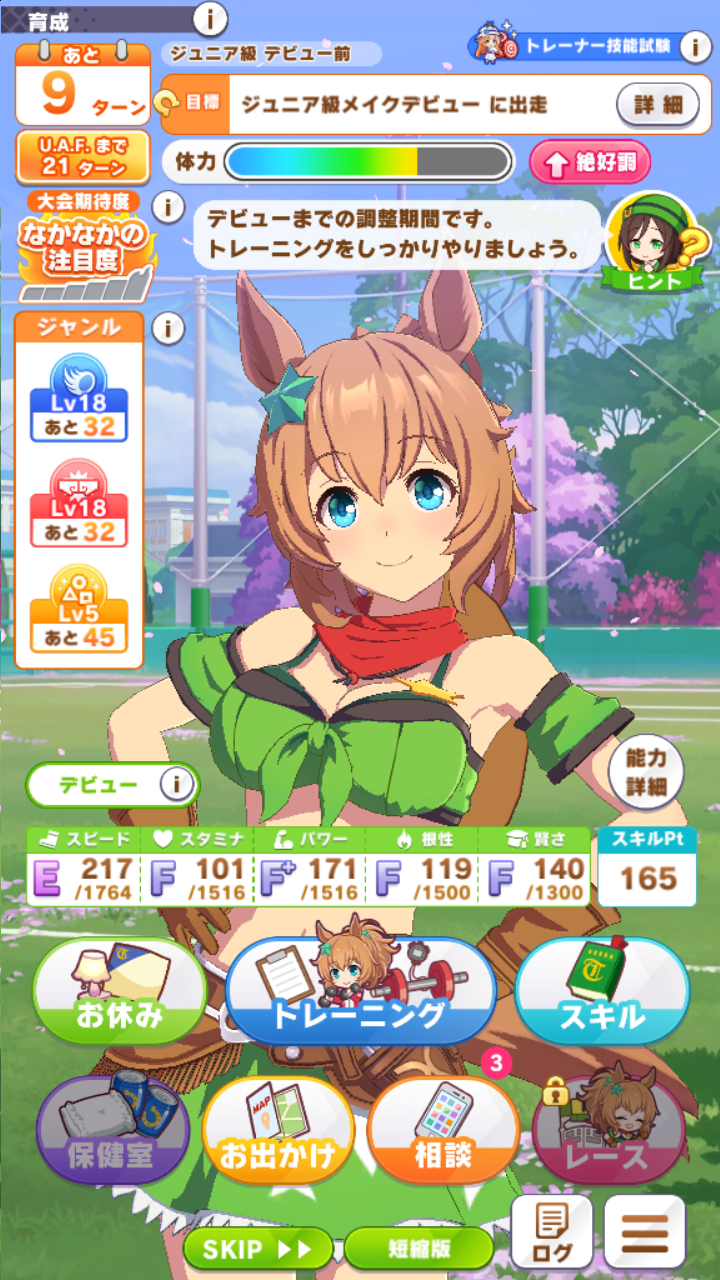 育成
i
あと
9 ターン
ジュニア級 デビュー前
トレーナー技能試験
i
目標
ジュニア級メイクデビュー に出走
詳細
U.A.F. まで
21 ターン
体力
絶好調
大会期待度
i
なかなかの
注目度
デビューまでの調整期間です。
トレーニングをしっかりやりましょう。
ヒント
ジャンル
i
Lv18
あと32
Lv18
あと32
Lv5
あと45
デビュー
i
能力
詳細
スピード
スタミナ
パワー
根性
賢さ
スキルPt
E 217
/1764
F 101
/1516
F+ 171
/1516
F 119
/1500
F 140
/1300
165
お休み
トレーニング
スキル
3
保健室
MAP
お出かけ
相談
レース
SKIP
短縮版
ログ